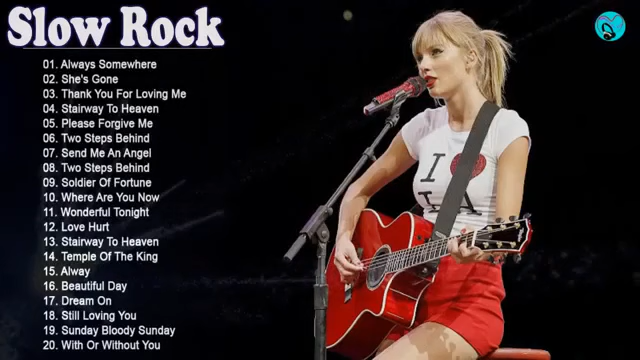 Slow Rock
01. Always Somewhere
02. She's Gone
03. Thank You For Loving Me
04. Stairway To Heaven
05. Please Forgive Me
06. Two Steps Behind
07. Send Me An Angel
08. Two Steps Behind
09. Soldier Of Fortune
10. Where Are You Now
11. Wonderful Tonight
12. Love Hurt
13. Stairway To Heaven
14. Temple Of The King
15. Alway
16. Beautiful Day
17. Dream On
18. Still Loving You
19. Sunday Bloody Sunday
20. With Or Without You
I
LA